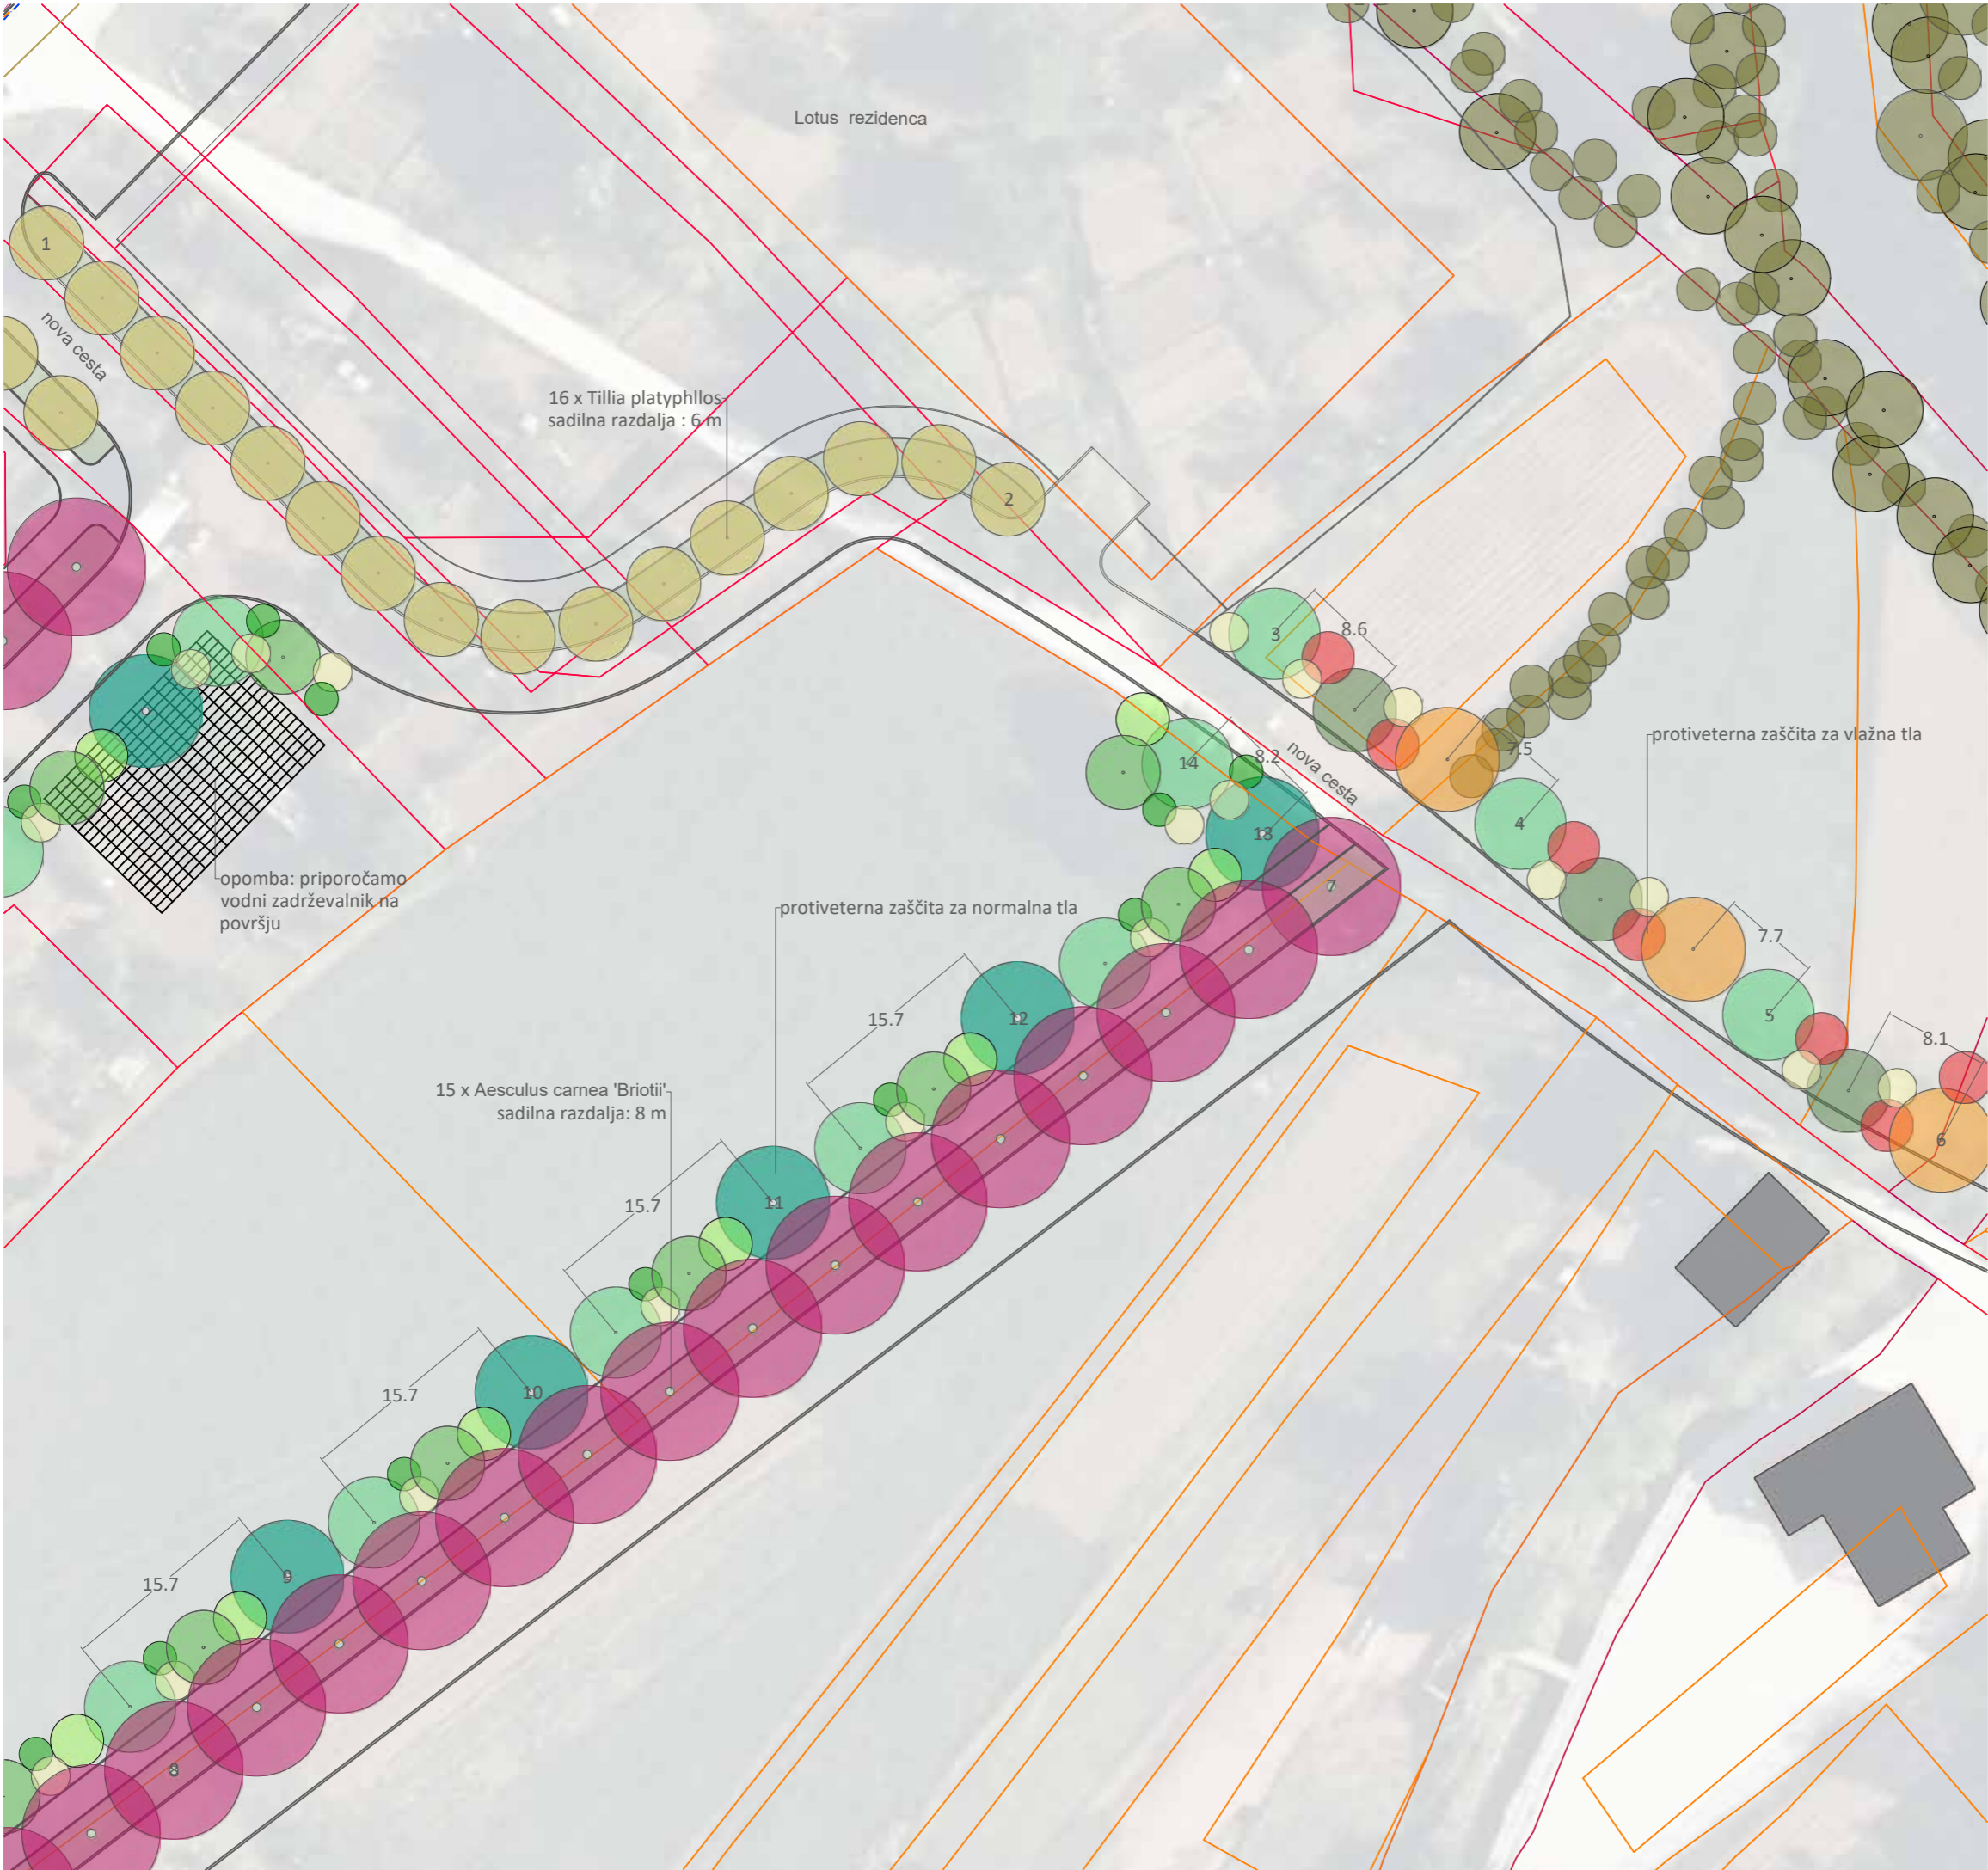 Lotus rezidenca
1
nova cesta
16 x Tillia platyphllos
sadilna razdalja : 6 m
2
3
8.6
14
8.2
nova cesta
7.5
protiveterna zaščita za vlažna tla
4
13
7
opomba: priporočamo
vodni zadrževalnik na
površju
protiveterna zaščita za normalna tla
7.7
5
8.1
6
15.7
12
15 x Aesculus carnea 'Briotii'
sadilna razdalja: 8 m
15.7
11
15.7
10
15.7
9
8